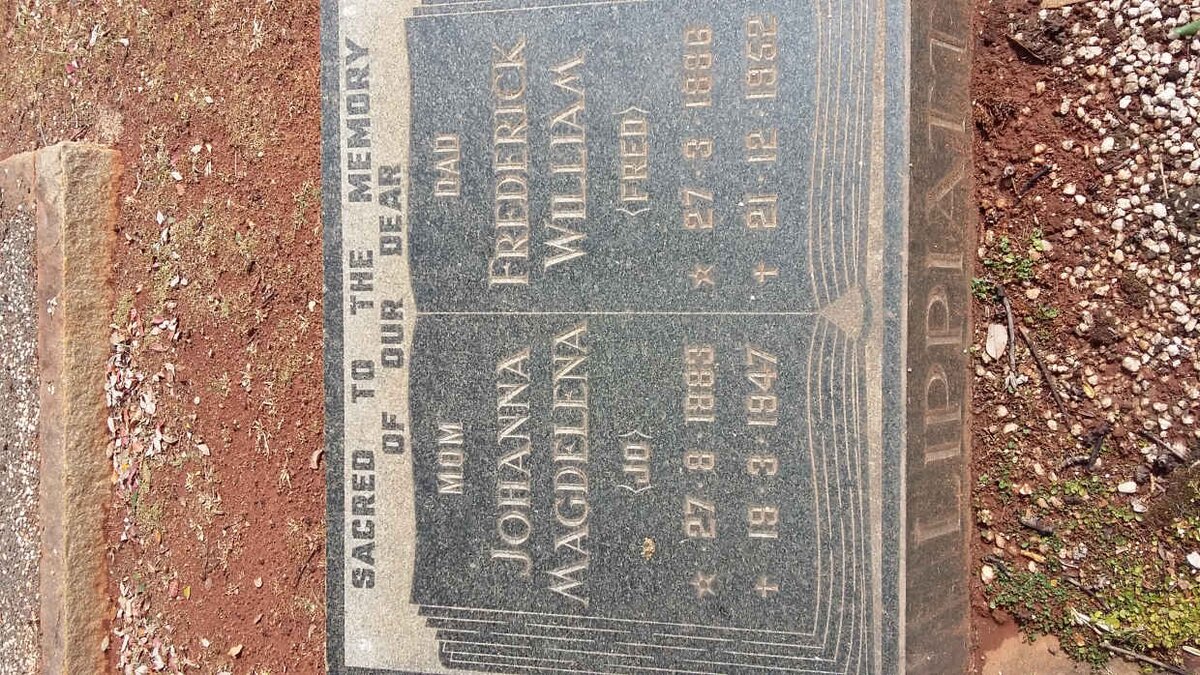 SACRED TO THE MEMORY
OF OUR DEAR
MOM
JOHANNA
MAGDELENA
(JO)
☆ 27·8·1883
✝ 19·3·1947
DAD
FREDERICK
WILLIAM
(FRED)
☆ 27·3·1886
✝ 21·12·1962
LIPPIATT